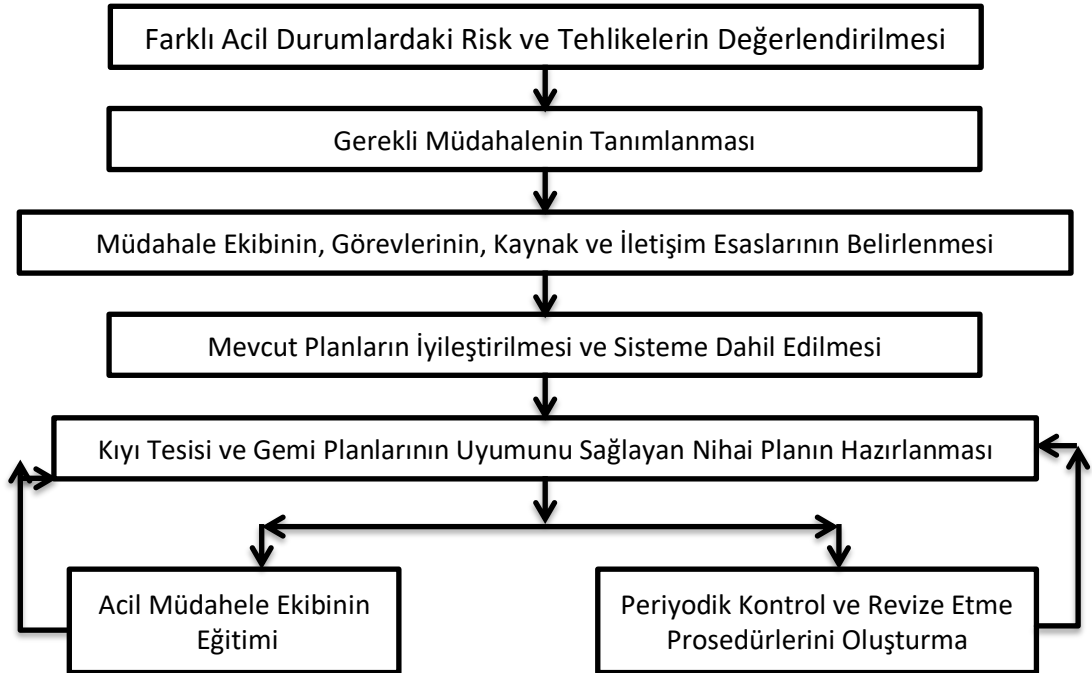 Farklı Acil Durumlardaki Risk ve Tehlikelerin Değerlendirilmesi
Gerekli Müdahalenin Tanımlanması
Müdahale Ekibinin, Görevlerinin, Kaynak ve İletişim Esaslarının Belirlenmesi
Mevcut Planların İyileştirilmesi ve Sisteme Dahil Edilmesi
Kıyı Tesisi ve Gemi Planlarının Uyumunu Sağlayan Nihai Planın Hazırlanması
Acil Müdahele Ekibinin
Eğitimi
Periyodik Kontrol ve Revize Etme
Prosedürlerini Oluşturma